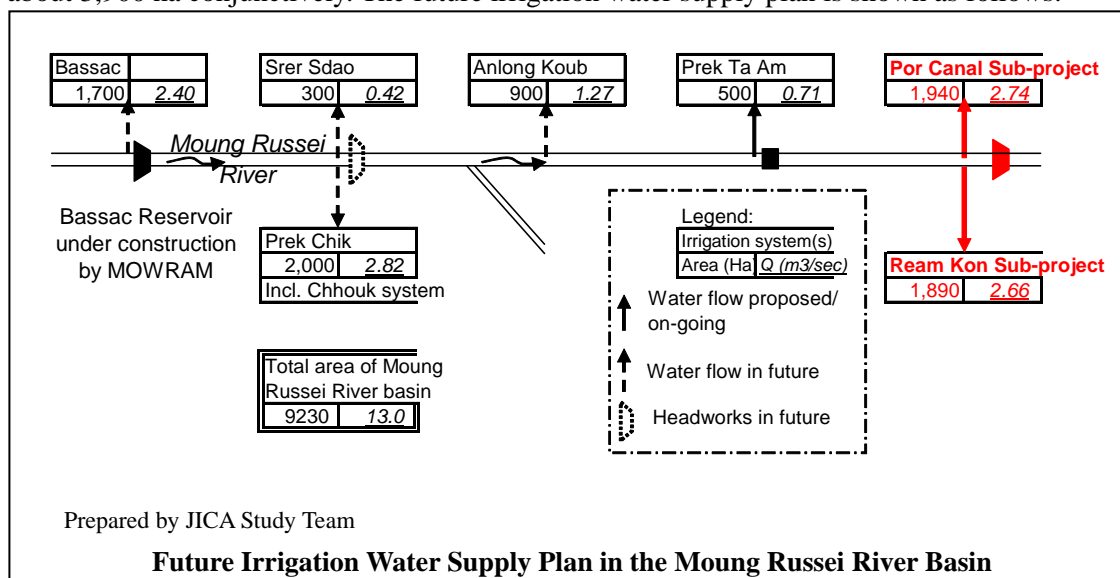 about 3,900 ha conjunctively. The future irrigation water supply plan is shown as follows.
Bassac
1,700 2.40
Srer Sdao
300 0.42
Anlong Koub
900 1.27
Prek Ta Am
500 0.71
Por Canal Sub-project
1,940 2.74
Moung Russei
River
Bassac Reservoir
under construction
by MOWRAM
Prek Chik
2,000 2.82
Incl. Chhouk system
Legend:
Irrigation system(s)
Area (Ha) Q (m3/sec)
Water flow proposed/
on-going
Water flow in future
Headworks in future
Ream Kon Sub-project
1,890 2.66
Total area of Moung
Russei River basin
9230 13.0
Prepared by JICA Study Team
Future Irrigation Water Supply Plan in the Moung Russei River Basin